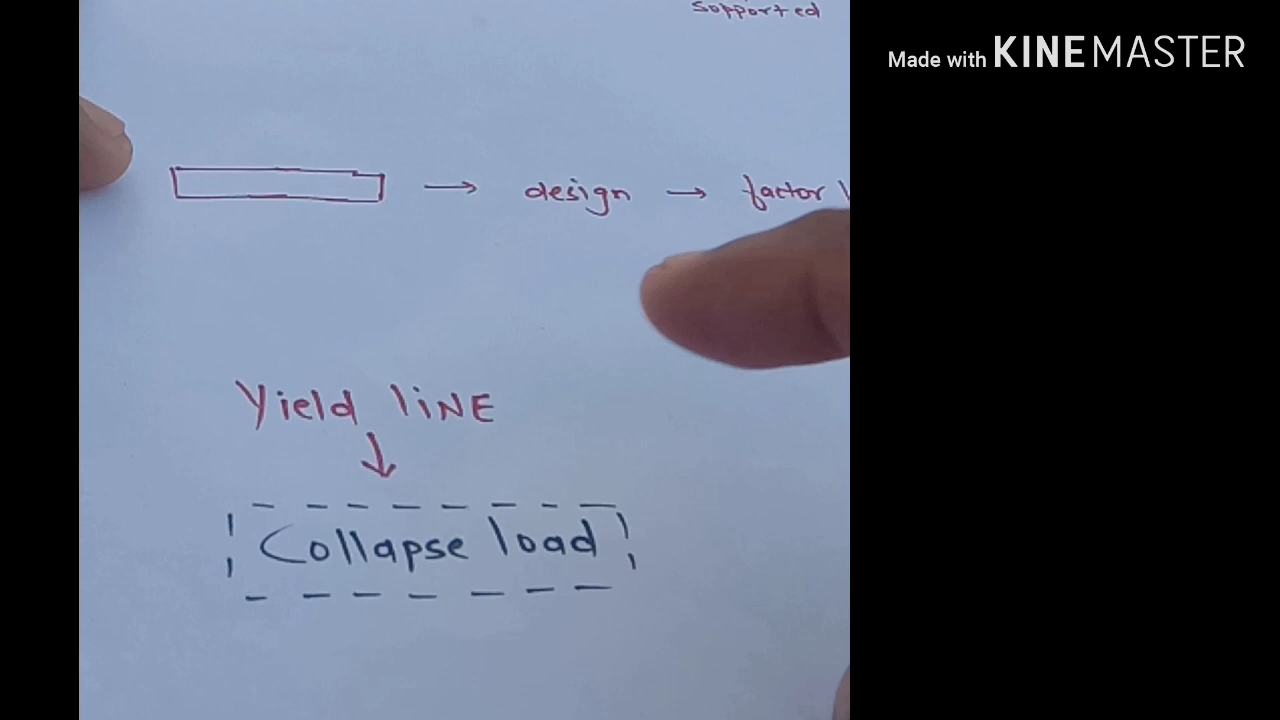 supported
Made with KINEMASTER
→ design → factor
Yield liNE
↓
Collapse load